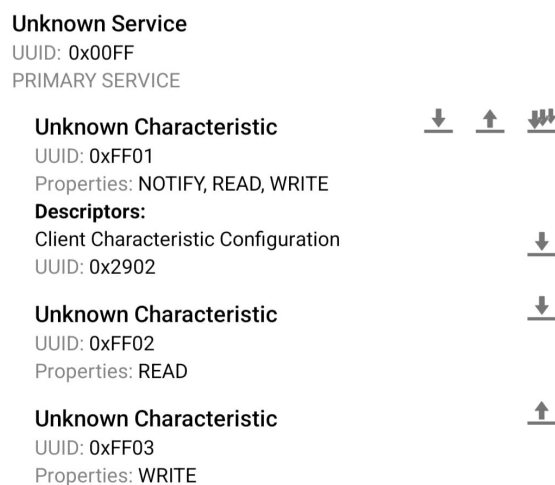 Unknown Service
UUID: 0x00FF
PRIMARY SERVICE
Unknown Characteristic
UUID: 0xFF01
Properties: NOTIFY, READ, WRITE
Descriptors:
Client Characteristic Configuration
UUID: 0x2902
Unknown Characteristic
UUID: 0xFF02
Properties: READ
Unknown Characteristic
UUID: 0xFF03
Properties: WRITE